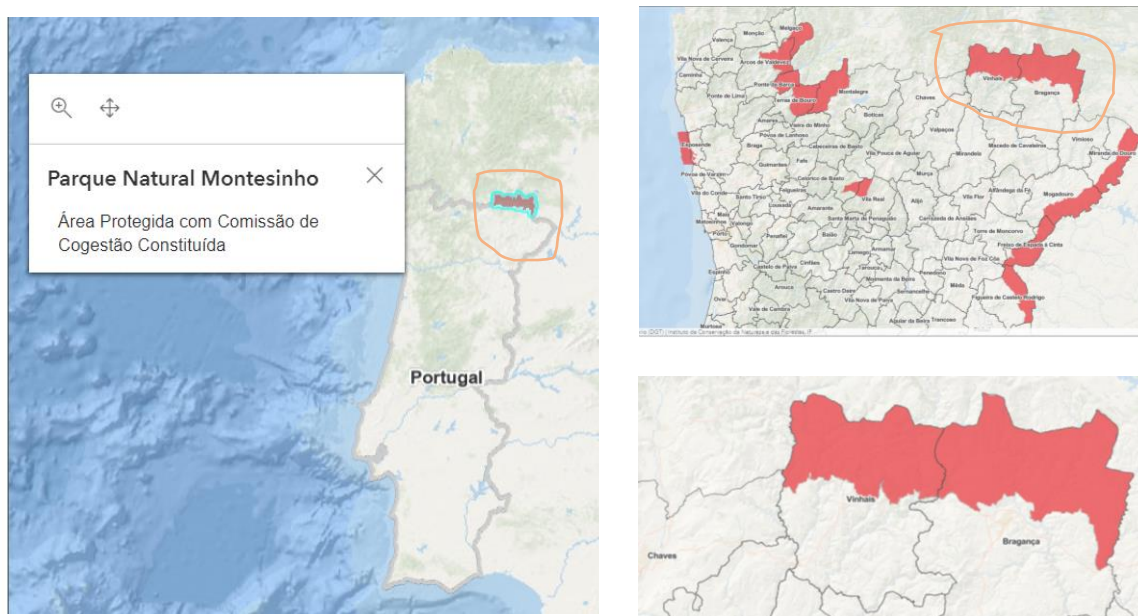 Parque Natural Montesinho
Área Protegida com Comissão de
Cogestão Constituída
Portugal
Melgaço
Monção
Valença
Vila Nova de Cerveira
Arcos de Valdevez
Caminha
Ponte da Barca
Ponte de Lima
Terras de Bouro
Montalegre
Chaves
Vinhais
Bragança
Amares
Vieira do Minho
Boticas
Esposende
Braga
Póvoa de Lanhoso
Cabeceiras de Basto
Valpaços
Vimioso
Macedo de Cavaleiros
Miranda do Douro
Mirandela
Vila Pouca de Aguiar
Guimarães
Fafe
Póvoa de Varzim
Celorico de Basto
Murça
Vila do Conde
Santo Tirso
Felgueiras
Lousada
Amarante
Vila Real
Alijó
Alfândega da Fé
Vila Flor
Mogadouro
Maia
Matosinhos
Valongo
Porto
Penafiel
Baião
Santa Marta de Penaguião
Carrazeda de Ansiães
Torre de Moncorvo
Gondomar
Freixo de Espada à Cinta
Lamego
Armamar
Vila Nova de Foz Côa
Espinho
Castelo de Paiva
Cinfães
Tarouca
Moimenta da Beira
Penedono
Arouca
Castro Daire
Sernancelhe
Mêda
Figueira de Castelo Rodrigo
Ovar
Vale de Cambra
Vila Nova de Paiva
Aguiar da Beira
Trancoso
Murtosa
Vinhais
Bragança
Chaves